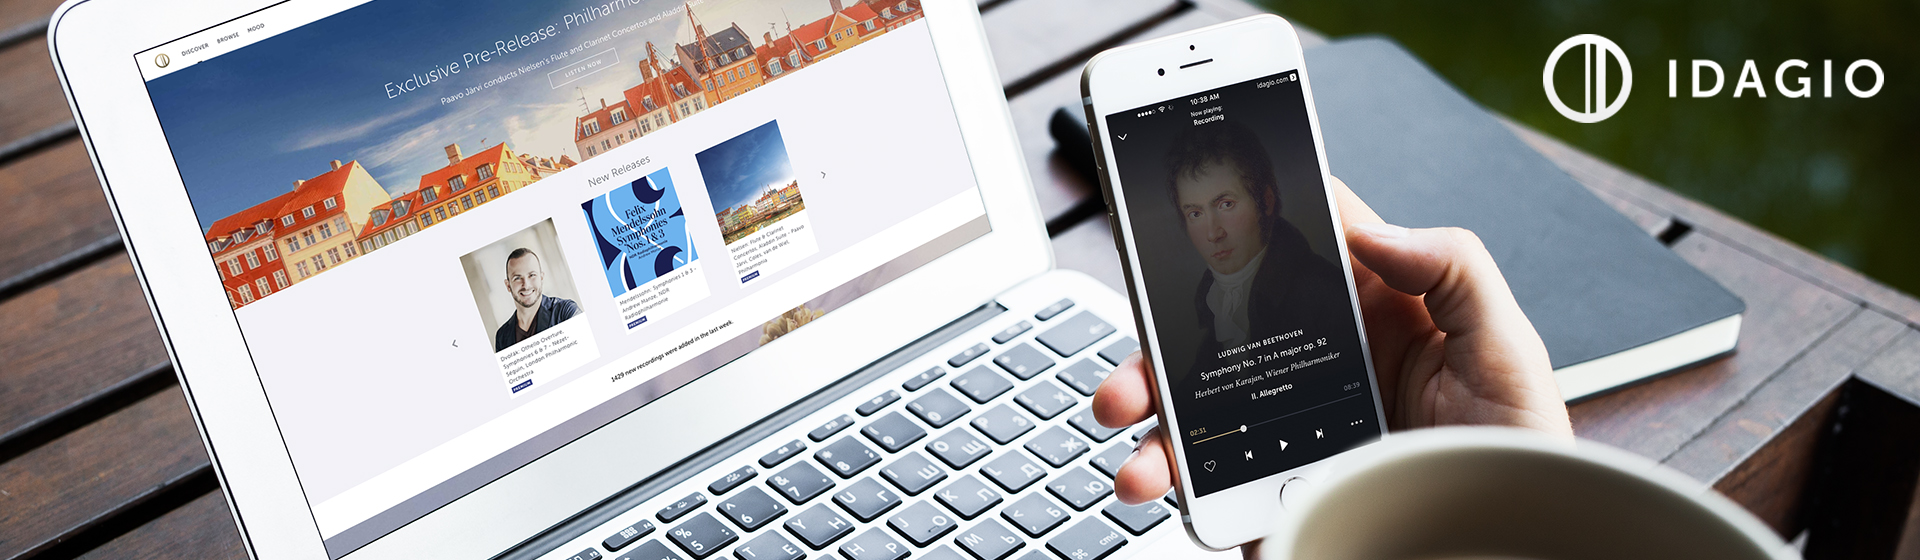 DISCOVER BROWSE MOOD
Exclusive Pre-Release: Philharmo
Paavo Järvi conducts Nielsen's Flute and Clarinet Concertos and Aladdin Suite
LISTEN NOW
New Releases
Felix
Mendelssohn
Symphonies
Nos. 1 & 3
Dvorák: Othello Overture,
Symphonies 6 & 7 - Nézet-
Séguin, London Philharmonic
Orchestra
PREMIUM
Mendelssohn: Symphonies 1 & 3 -
Andrew Manze, NDR
Radiophilharmonie
PREMIUM
Nielsen: Flute & Clarinet
Concertos, Aladdin Suite - Paavo
Järvi, Coles, van de Wiel,
Philharmonia
PREMIUM
1429 new recordings were added in the last week.
idagio.com
10:38 AM
Now playing:
Recording
LUDWIG VAN BEETHOVEN
Symphony No. 7 in A major op. 92
Herbert von Karajan, Wiener Philharmoniker
II. Allegretto
02:31
08:39
IDAGIO
cmd